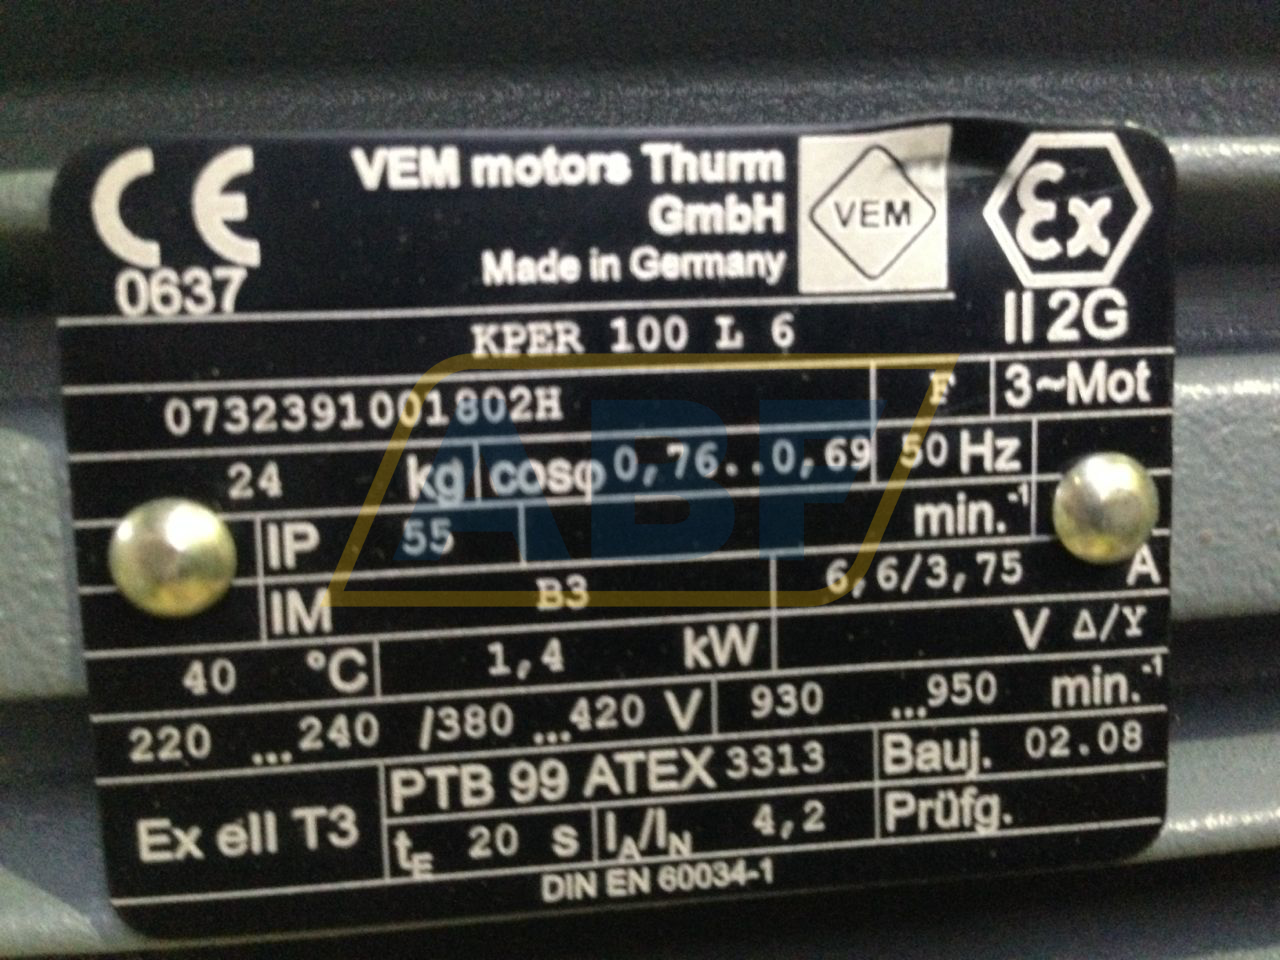 CE
0637
VEM motors Thurm
GmbH
Made in Germany
VEM
Ex
II 2G
KPER 100 L 6
0732391001802H F 3~Mot
24 kg cosφ 0,76..0,69 50 Hz
IP 55 min.-1
IM B3 6,6/3,75 A
40 °C 1,4 kW V Δ/Y
220 ...240 /380 ...420 V 930 ...950 min.-1
Ex eII T3 PTB 99 ATEX 3313 Bauj. 02.08
tE 20 s IA/IN 4,2 Prüfg.
DIN EN 60034-1
ABF